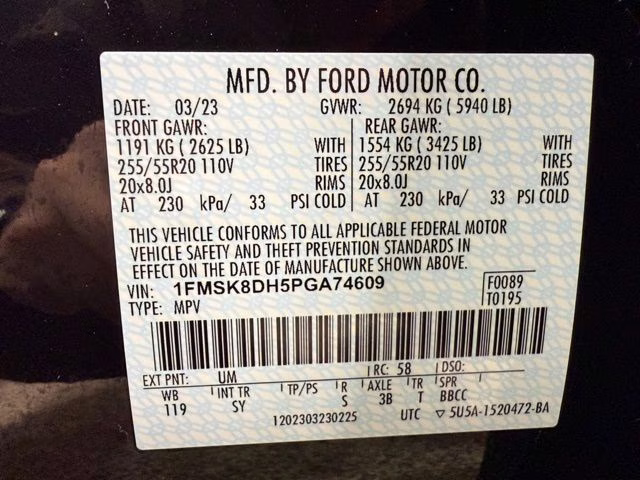 MFD. BY FORD MOTOR CO.
DATE: 03/23 GVWR: 2694 KG ( 5940 LB)
FRONT GAWR: REAR GAWR:
1191 KG ( 2625 LB) WITH 1554 KG ( 3425 LB) WITH
255/55R20 110V TIRES 255/55R20 110V TIRES
20x8.0J RIMS 20x8.0J RIMS
AT 230 kPa/ 33 PSI COLD AT 230 kPa/ 33 PSI COLD
THIS VEHICLE CONFORMS TO ALL APPLICABLE FEDERAL MOTOR
VEHICLE SAFETY AND THEFT PREVENTION STANDARDS IN
EFFECT ON THE DATE OF MANUFACTURE SHOWN ABOVE.
VIN: 1FMSK8DH5PGA74609 F0089
TYPE: MPV T0195
EXT PNT: UM RC: 58 DSO:
WB INT TR TP/PS R AXLE TR SPR
119 SY S 3B T BBCC
1202303230225 UTC ▽ 5U5A-1520472-BA